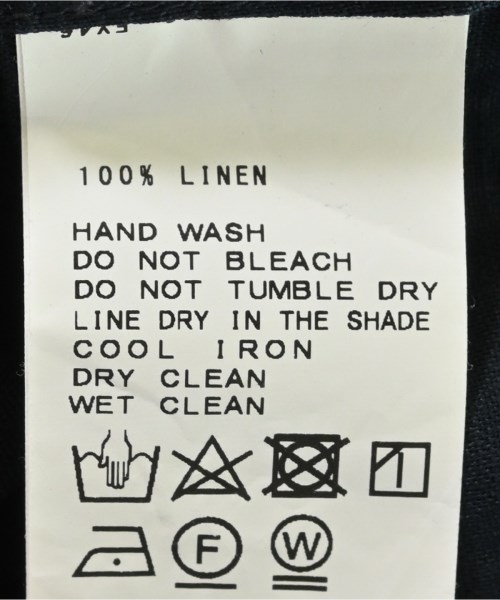 100% LINEN
HAND WASH
DO NOT BLEACH
DO NOT TUMBLE DRY
LINE DRY IN THE SHADE
COOL IRON
DRY CLEAN
WET CLEAN
F W